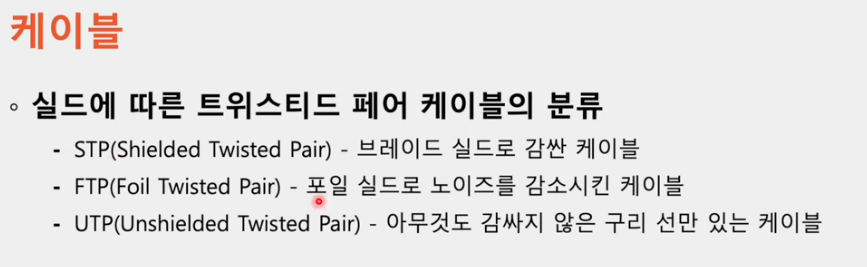 케이블
◦ 실드에 따른 트위스티드 페어 케이블의 분류
- STP(Shielded Twisted Pair) - 브레이드 실드로 감싼 케이블
- FTP(Foil Twisted Pair) - 포일 실드로 노이즈를 감소시킨 케이블
- UTP(Unshielded Twisted Pair) - 아무것도 감싸지 않은 구리 선만 있는 케이블